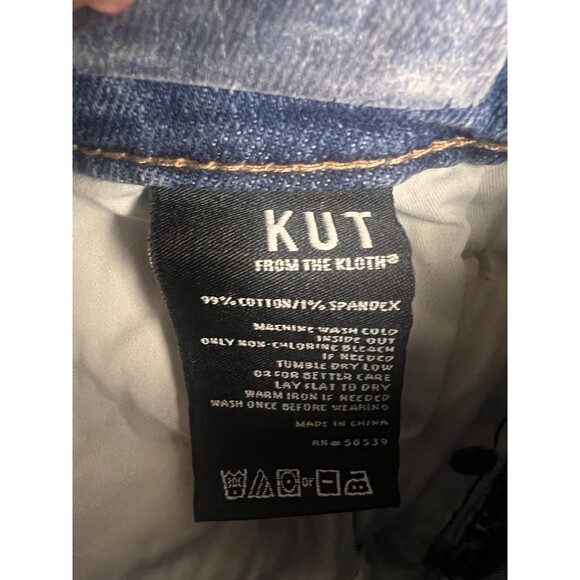 KUT
FROM THE KLOTH®
99% COTTON/1% SPANDEX
MACHINE WASH COLD
INSIDE OUT
ONLY NON-CHLORINE BLEACH
IF NEEDED
TUMBLE DRY LOW
OR FOR BETTER CARE
LAY FLAT TO DRY
WARM IRON IF NEEDED
WASH ONCE BEFORE WEARING
MADE IN CHINA
RN# 56539
or